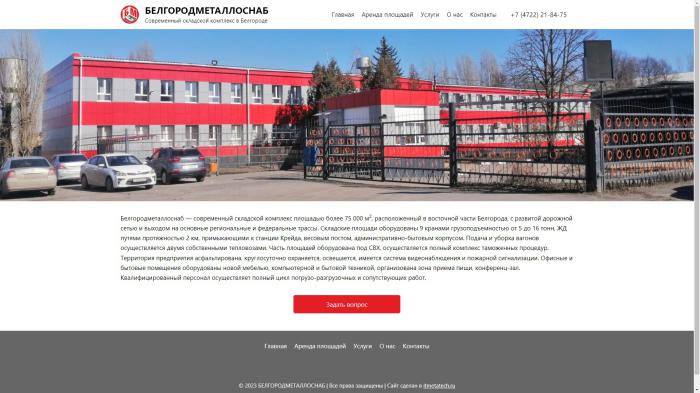 БЕЛГОРОДМЕТАЛЛОСНАБ
Современный складской комплекс в Белгороде
Главная Аренда площадей Услуги О нас Контакты +7 (4722) 21-84-75
Белгородметаллоснаб — современный складской комплекс площадью более 75 000 м², расположенный в восточной части Белгорода, с развитой дорожной
сетью и выходом на основные региональные и федеральные трассы. Складские площади оборудованы 9 кранами грузоподъемностью от 5 до 16 тонн, ЖД
путями протяжностью 2 км, примыкающими к станции Крейда, весовым постом, административно-бытовым корпусом. Подача и уборка вагонов
осуществляется двумя собственными тепловозами. Часть площадей оборудована под СВХ, осуществляется полный комплекс таможенных процедур.
Территория предприятия асфальтирована, круглосуточно охраняется, освещается, имеется система видеонаблюдения и пожарной сигнализации. Офисные и
бытовые помещения оборудованы новой мебелью, компьютерной и бытовой техникой, организована зона приема пищи, конференц-зал.
Квалифицированный персонал осуществляет полный цикл погрузо-разгрузочных и сопутствующих работ.
Задать вопрос
Главная Аренда площадей Услуги О нас Контакты
© 2023 БЕЛГОРОДМЕТАЛЛОСНАБ | Все права защищены | Сайт сделан в itmetatech.ru